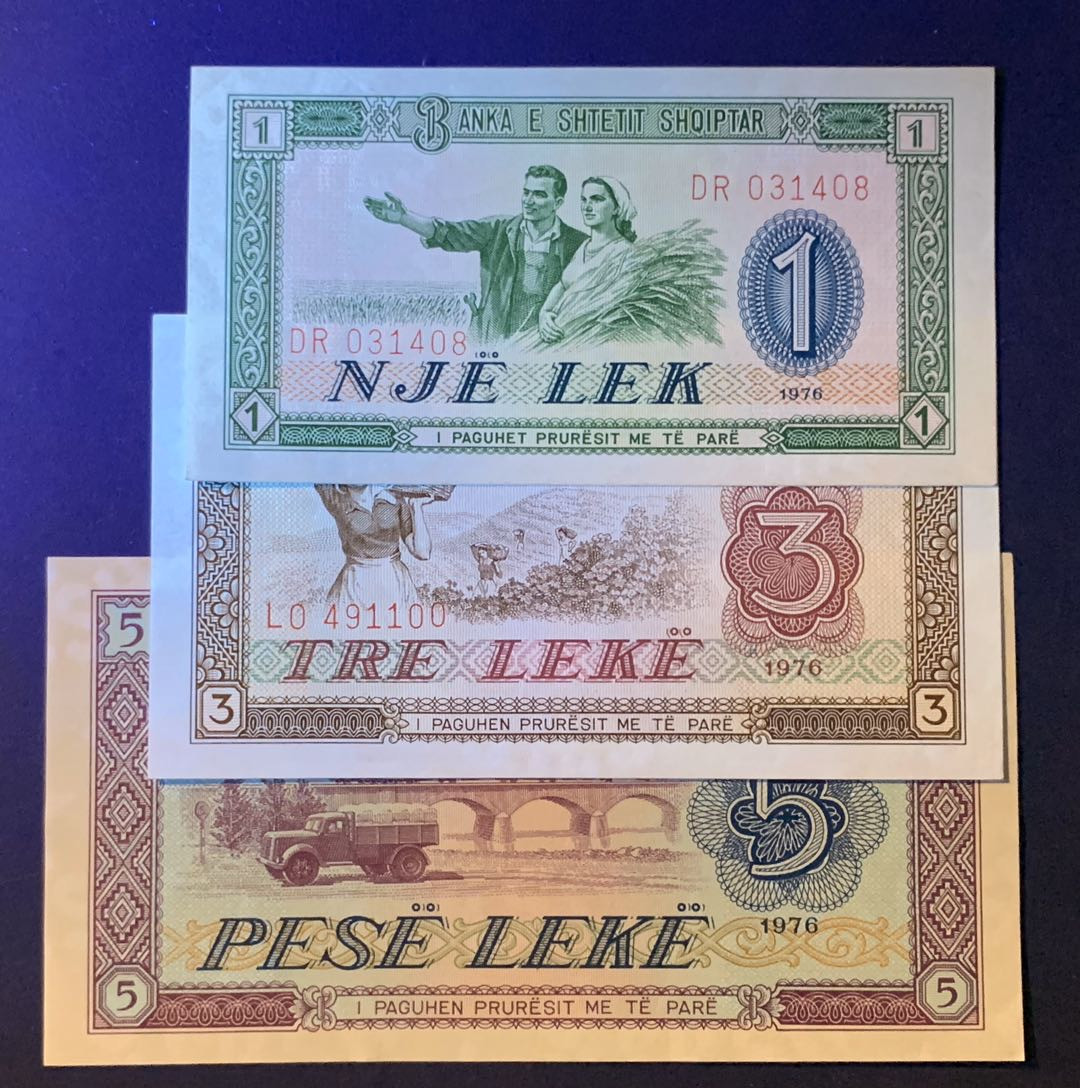 1 BANKA E SHTETIT SHQIPTAR 1
DR 031408
1
DR 031408
NJË LEK
1976
1 I PAGUHET PRURËSIT ME TË PARË 1
3
LO 491100
TRE LEKË
1976
3 I PAGUHEN PRURËSIT ME TË PARË 3
5
5
PESË LEKË
1976
5 I PAGUHEN PRURËSIT ME TË PARË 5